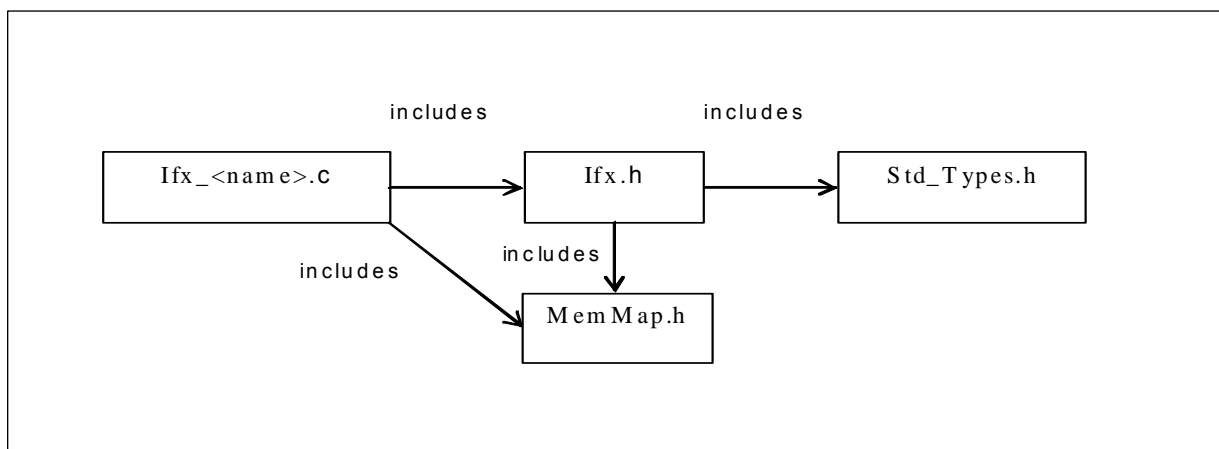 includes
includes
Ifx_<name>.c
Ifx.h
Std_Types.h
includes
includes
MemMap.h